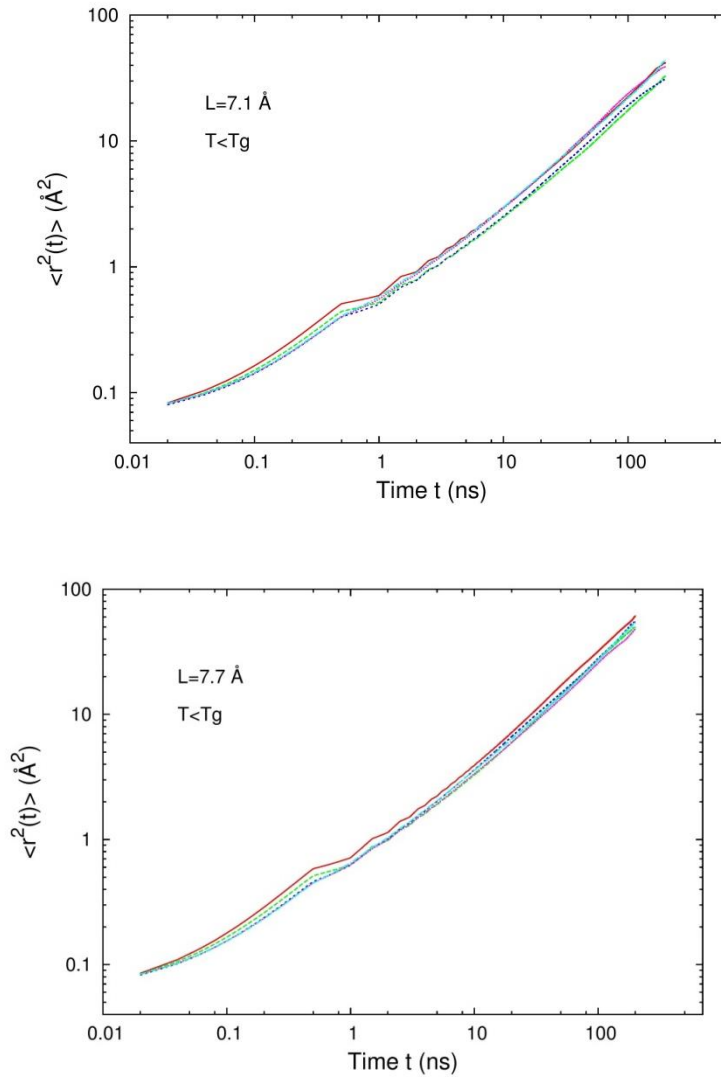 100
10
1
0.1
<r²(t)> (Å²)
L=7.1 Å
T<Tg
0.01 0.1 1 10 100
Time t (ns)
100
10
1
0.1
<r²(t)> (Å²)
L=7.7 Å
T<Tg
0.01 0.1 1 10 100
Time t (ns)